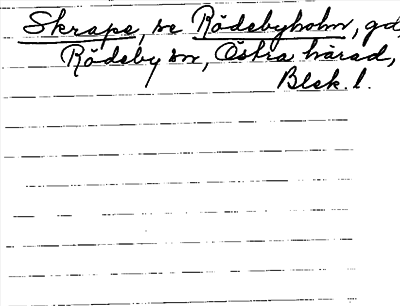 Skrape, se Rödebyholm, gd,
Rödeby sn, Östra härad,
Blek. l.